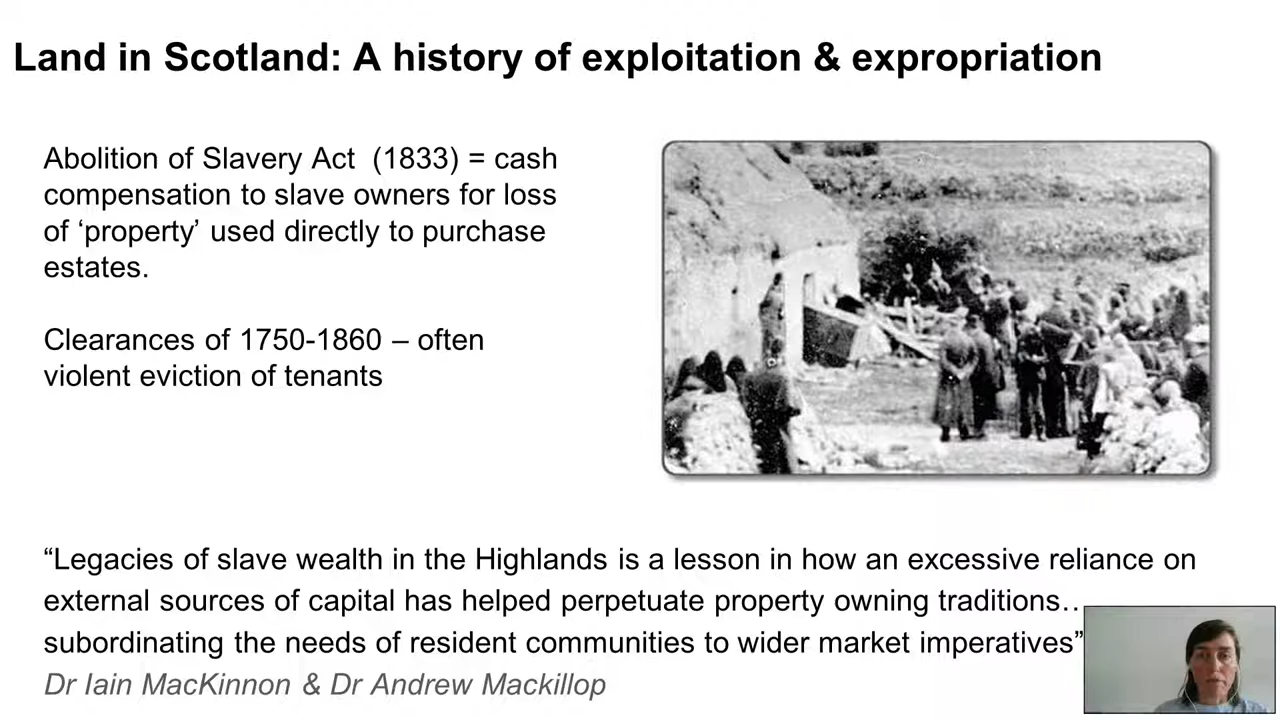 Land in Scotland: A history of exploitation & expropriation
Abolition of Slavery Act (1833) = cash
compensation to slave owners for loss
of ‘property’ used directly to purchase
estates.
Clearances of 1750-1860 – often
violent eviction of tenants
“Legacies of slave wealth in the Highlands is a lesson in how an excessive reliance on
external sources of capital has helped perpetuate property owning traditions…
subordinating the needs of resident communities to wider market imperatives”
Dr Iain MacKinnon & Dr Andrew Mackillop